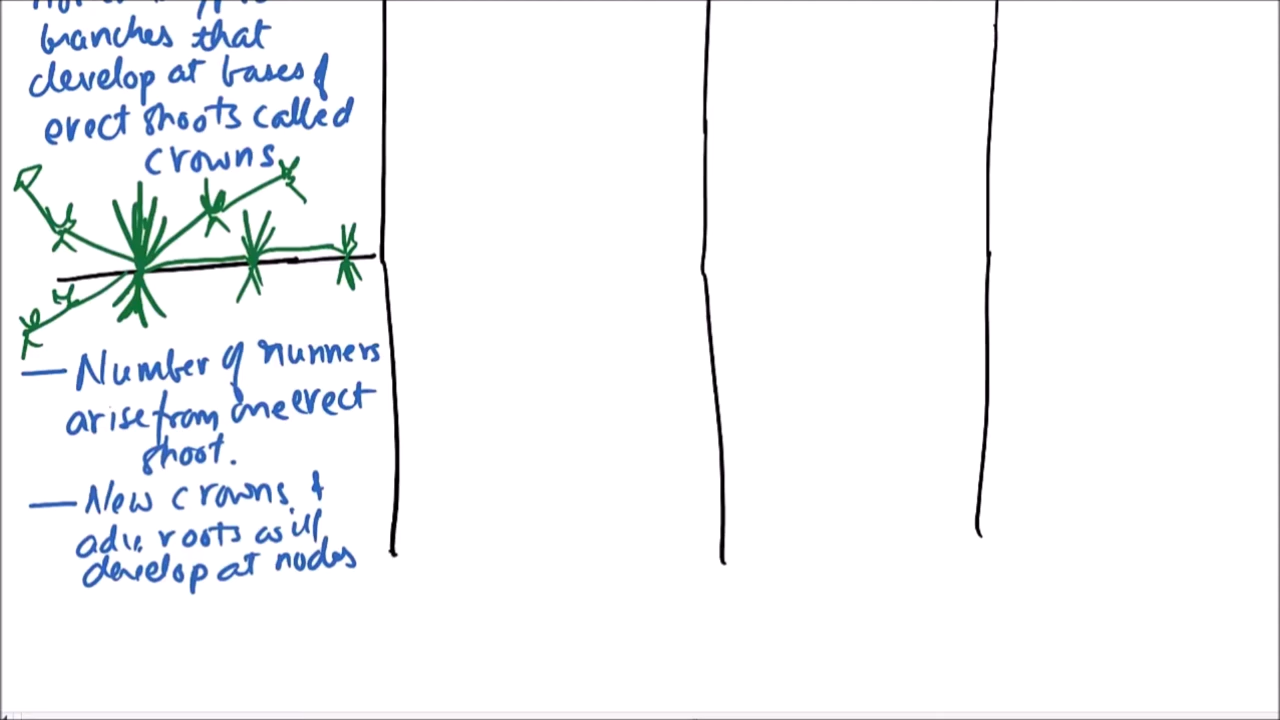 branches that
develop at bases of
erect shoots called
crowns
— Number of runners
arise from one erect
shoot.
— New crowns &
adv. roots as
develop at nodes